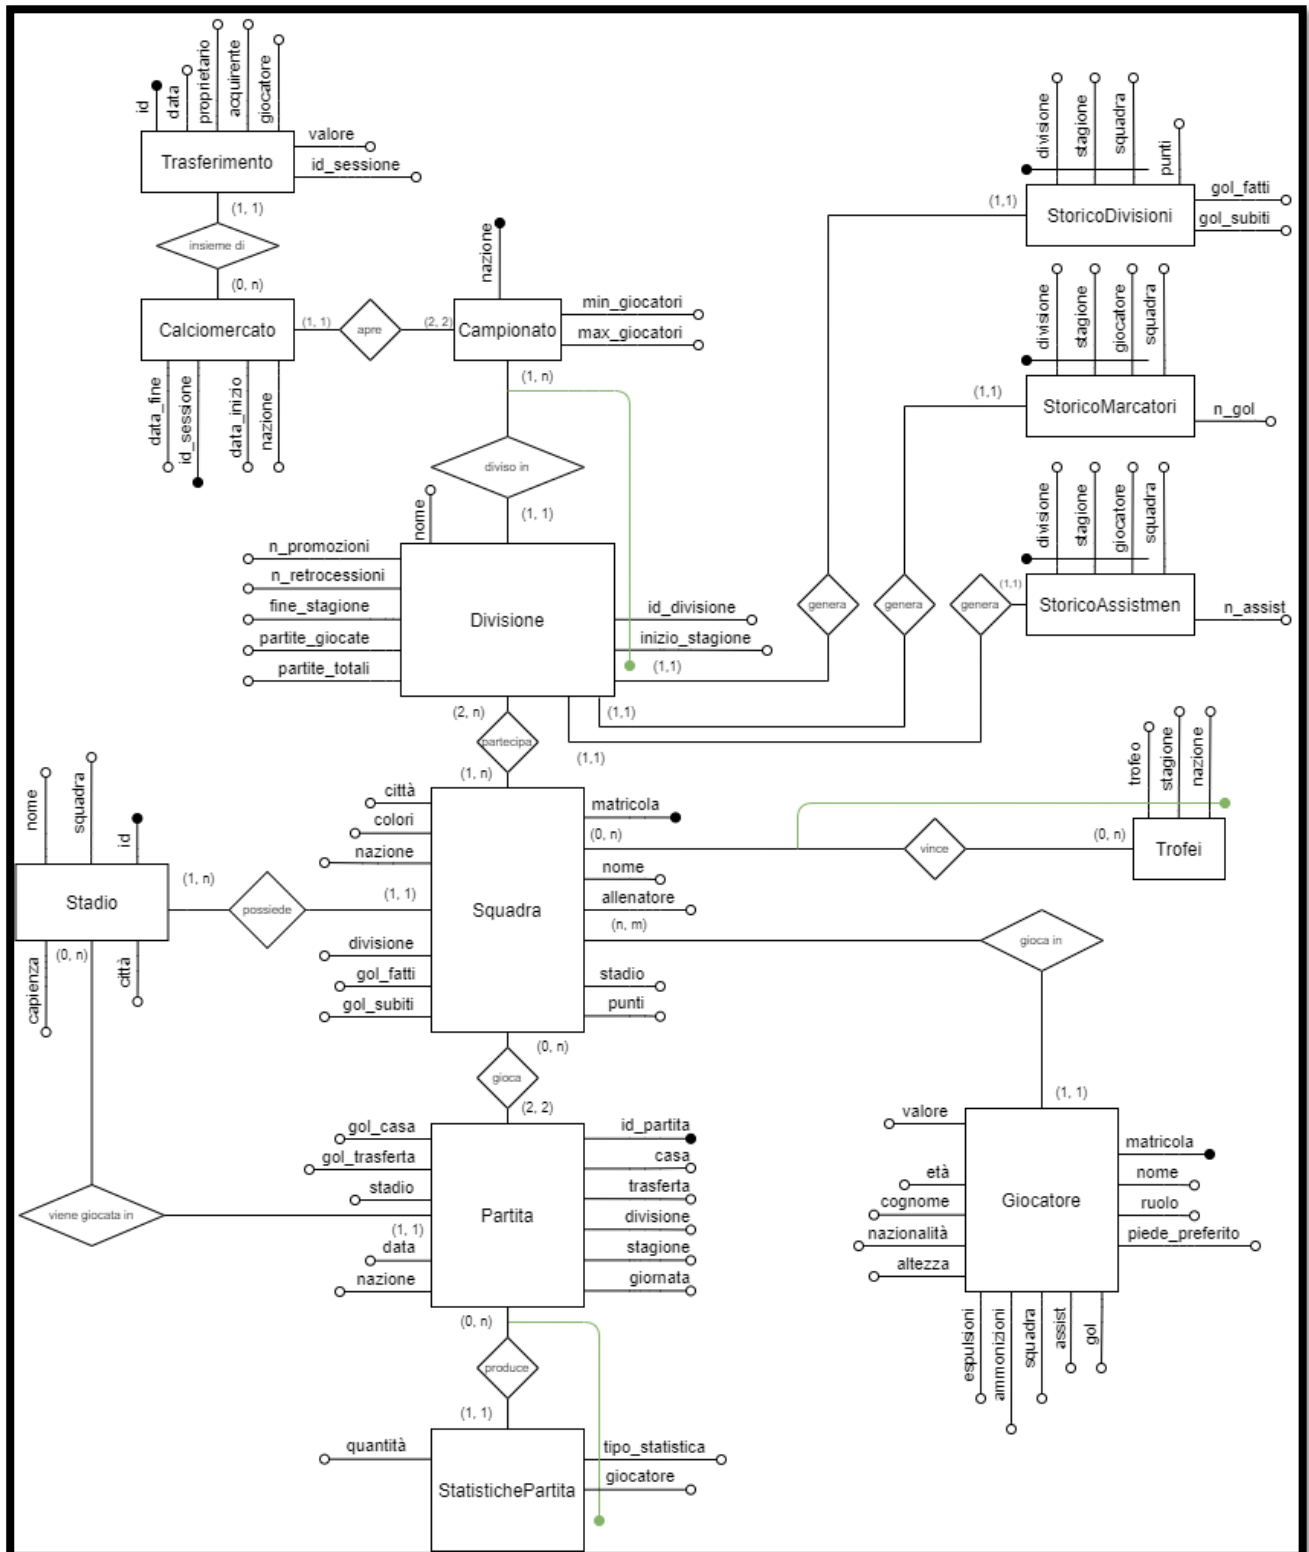 id
data
proprietario
acquirente
giocatore
Trasferimento
valore
id_sessione
(1, 1)
insieme di
(0, n)
Calciomercato
(1, 1)
apre
(2, 2)
data_fine
id_sessione
data_inizio
nazione
nazione
Campionato
min_giocatori
max_giocatori
(1, n)
diviso in
(1, 1)
divisione
stagione
squadra
punti
StoricoDivisioni
gol_fatti
gol_subiti
(1,1)
divisione
stagione
giocatore
squadra
StoricoMarcatori
n_gol
(1,1)
divisione
stagione
giocatore
squadra
StoricoAssistmen
n_assist
(1,1)
genera
genera
genera
nome
n_promozioni
n_retrocessioni
fine_stagione
partite_giocate
partite_totali
Divisione
id_divisione
inizio_stagione
(1,1)
(1,1)
(1,1)
(2, n)
partecipa
(1, n)
trofeo
stagione
nazione
Trofei
(0, n)
vince
(0, n)
nome
squadra
id
Stadio
(1, n)
possiede
(1, 1)
(0, n)
capienza
città
città
colori
nazione
divisione
gol_fatti
gol_subiti
Squadra
matricola
nome
allenatore
(n, m)
stadio
punti
gioca in
(1, 1)
(0, n)
gioca
(2, 2)
viene giocata in
(1, 1)
gol_casa
gol_trasferta
stadio
data
nazione
Partita
id_partita
casa
trasferta
divisione
stagione
giornata
(0, n)
produce
(1, 1)
quantità
StatistichePartita
tipo_statistica
giocatore
valore
età
cognome
nazionalità
altezza
Giocatore
matricola
nome
ruolo
piede_preferito
espulsioni
ammonizioni
squadra
assist
gol